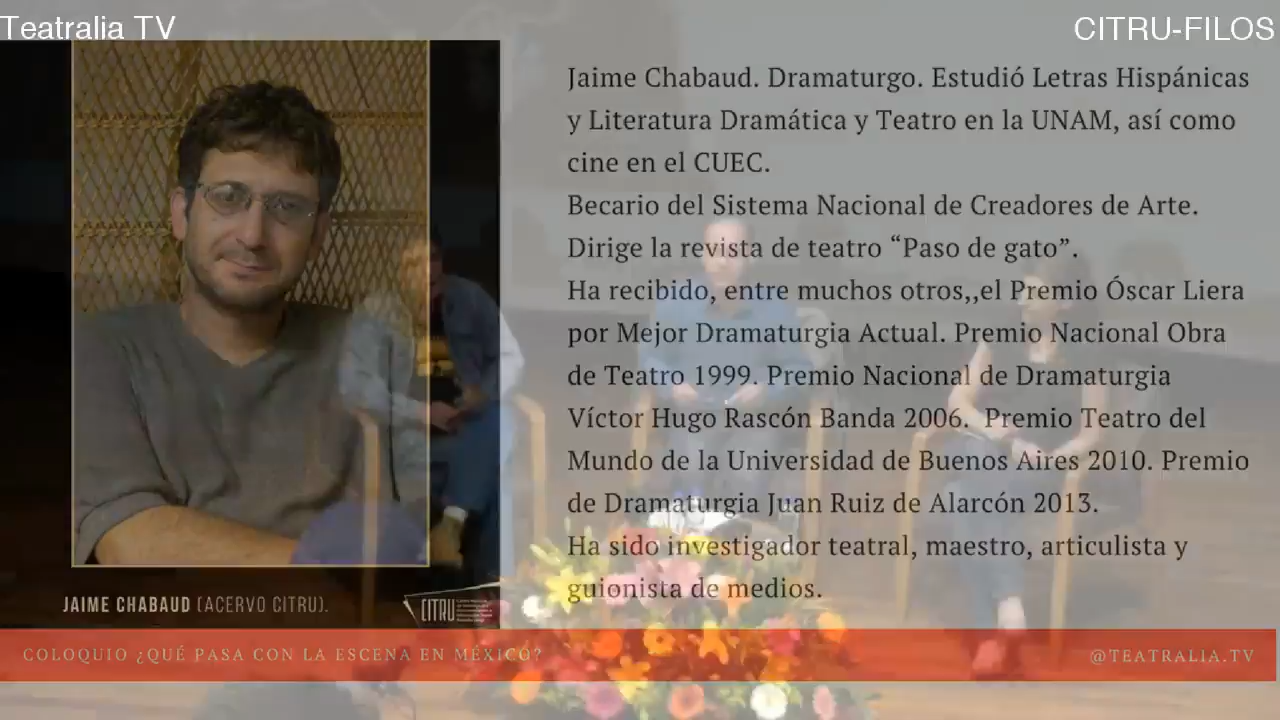 Teatralia TV
CITRU-FILOS
Jaime Chabaud. Dramaturgo. Estudió Letras Hispánicas
y Literatura Dramática y Teatro en la UNAM, así como
cine en el CUEC.
Becario del Sistema Nacional de Creadores de Arte.
Dirige la revista de teatro “Paso de gato”.
Ha recibido, entre muchos otros,,el Premio Óscar Liera
por Mejor Dramaturgia Actual. Premio Nacional Obra
de Teatro 1999. Premio Nacional de Dramaturgia
Víctor Hugo Rascón Banda 2006.  Premio Teatro del
Mundo de la Universidad de Buenos Aires 2010. Premio
de Dramaturgia Juan Ruiz de Alarcón 2013.
Ha sido investigador teatral, maestro, articulista y
guionista de medios.
JAIME CHABAUD (ACERVO CITRU).
CITRU
COLOQUIO ¿QUÉ PASA CON LA ESCENA EN MÉXICO?
@TEATRALIA.TV